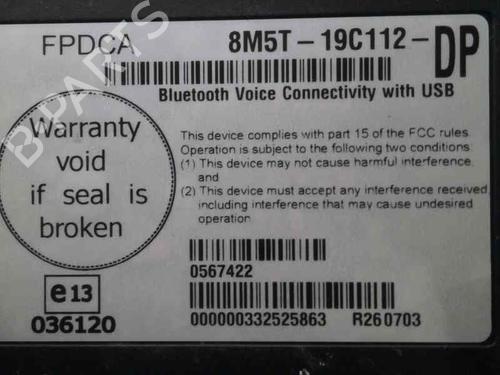 FPDCA 8M5T-19C112-DP
Bluetooth Voice Connectivity with USB
Warranty
void
if seal is
broken
This device complies with part 15 of the FCC rules.
Operation is subject to the following two conditions:
(1) This device may not cause harmful interference,
and
(2) This device must accept any interference received,
including interference that may cause undesired
operation.
0567422
e13
036120
000000332525863 R260703
B-PARTS